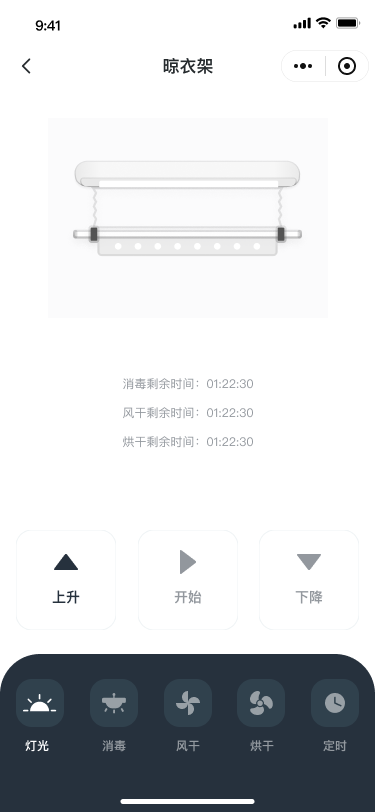 9:41
晾衣架
消毒剩余时间：01:22:30
风干剩余时间：01:22:30
烘干剩余时间：01:22:30
上升
开始
下降
灯光
消毒
风干
烘干
定时